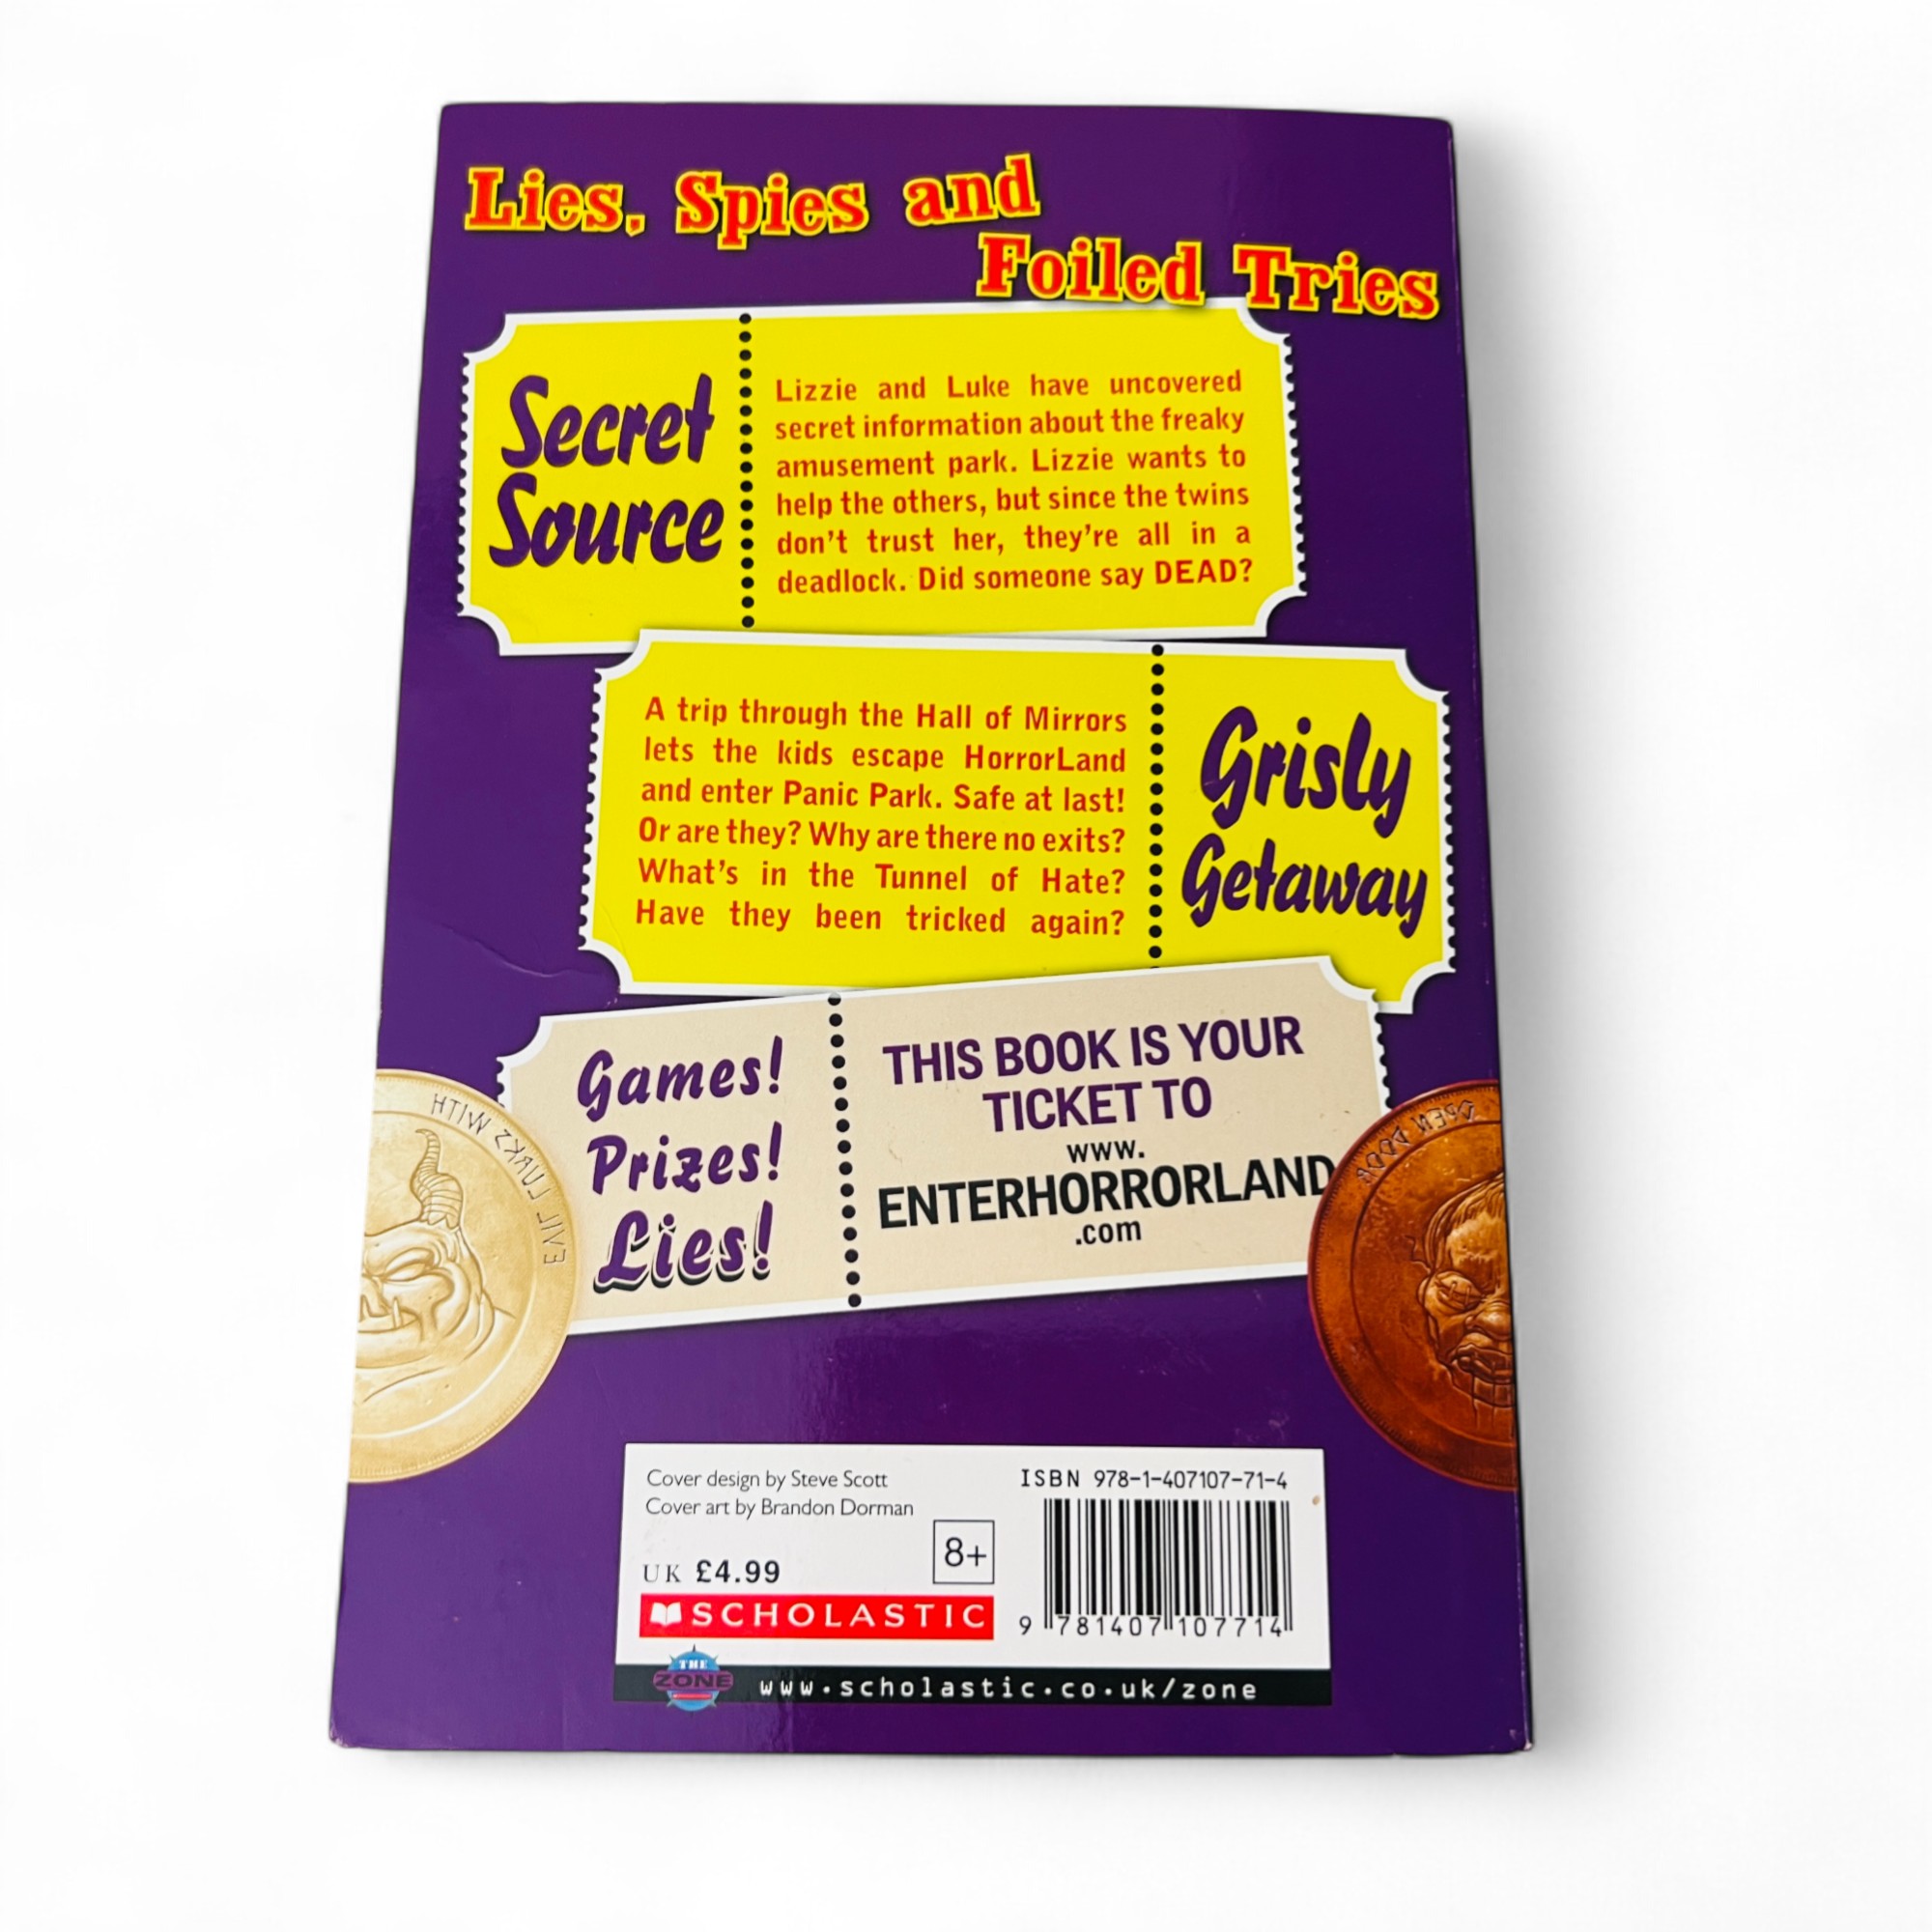 Lies, Spies and
Foiled Tries
Secret
Source
Lizzie and Luke have uncovered
secret information about the freaky
amusement park. Lizzie wants to
help the others, but since the twins
don't trust her, they're all in a
deadlock. Did someone say DEAD?
A trip through the Hall of Mirrors
lets the kids escape HorrorLand
and enter Panic Park. Safe at last!
Or are they? Why are there no exits?
What's in the Tunnel of Hate?
Have they been tricked again?
Grisly
Getaway
Games!
Prizes!
Lies!
THIS BOOK IS YOUR
TICKET TO
www.
ENTERHORRORLAND
.com
EVIL LURKS WITH
Cover design by Steve Scott
Cover art by Brandon Dorman
8+
UK £4.99
SCHOLASTIC
ISBN 978-1-407107-71-4
9 781407 107714
THE
ZONE
www.scholastic.co.uk/zone